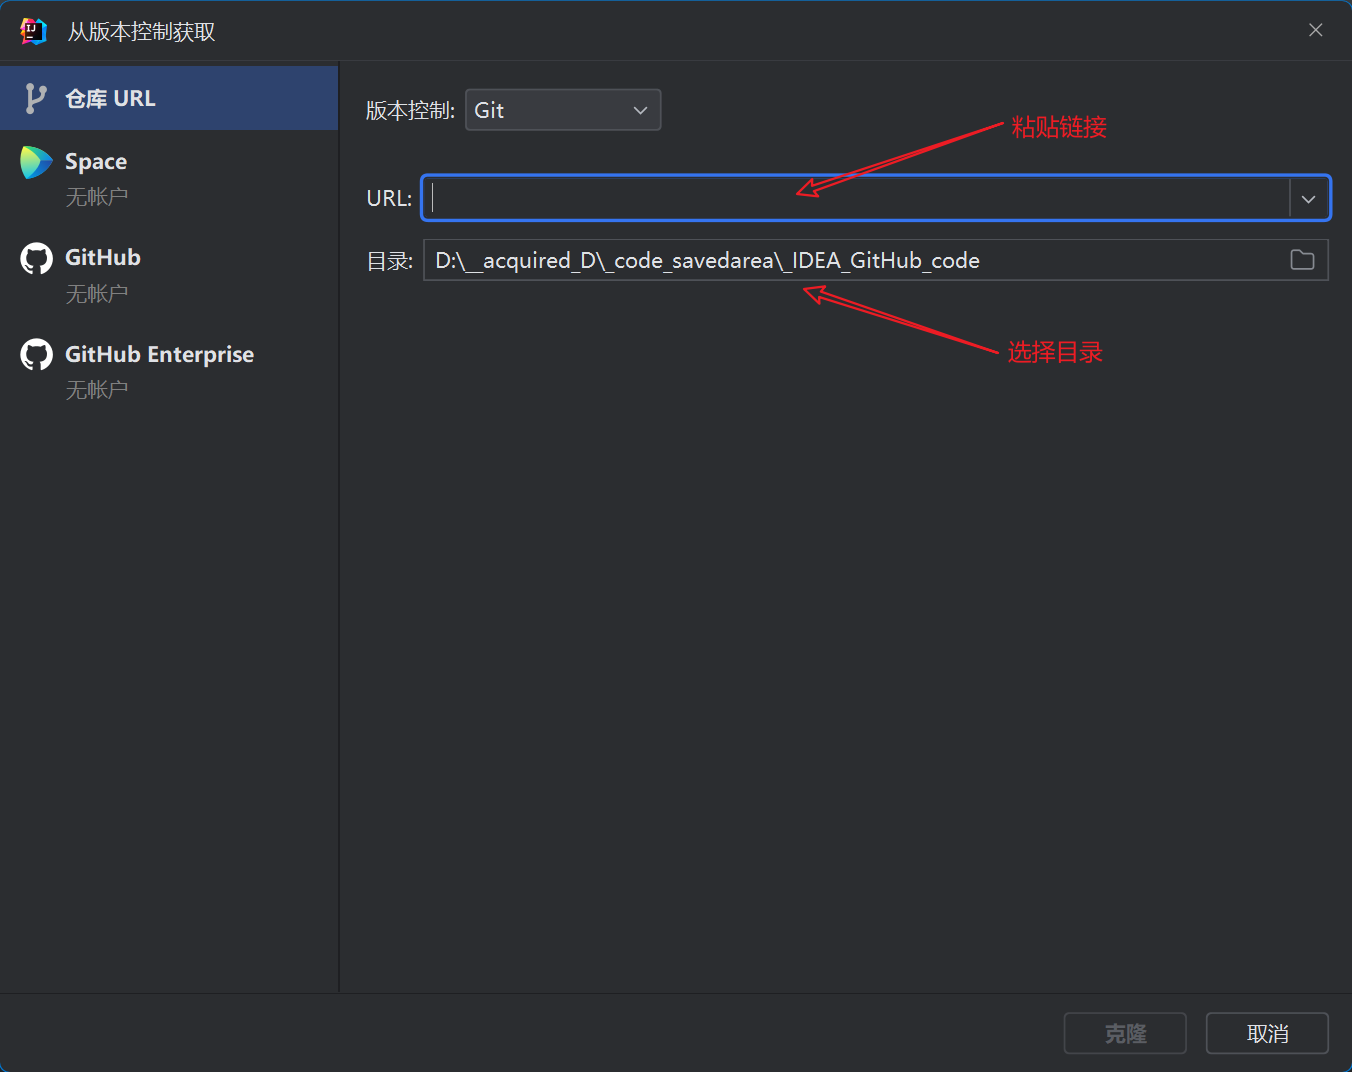 从版本控制获取
仓库 URL
Space
无帐户
GitHub
无帐户
GitHub Enterprise
无帐户
版本控制: Git
粘贴链接
URL:
目录: D:\__acquired_D\_code_savedarea\_IDEA_GitHub_code
选择目录
克隆 取消